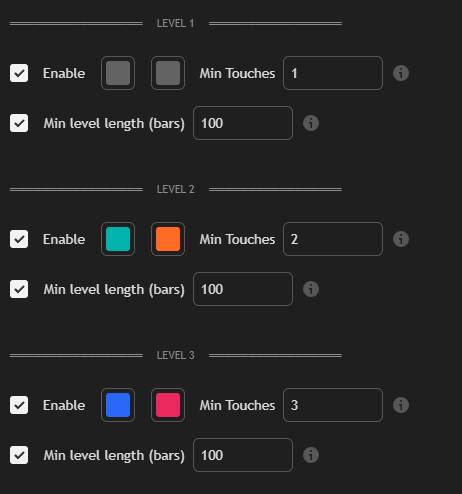 LEVEL 1
Enable Min Touches 1
Min level length (bars) 100
LEVEL 2
Enable Min Touches 2
Min level length (bars) 100
LEVEL 3
Enable Min Touches 3
Min level length (bars) 100